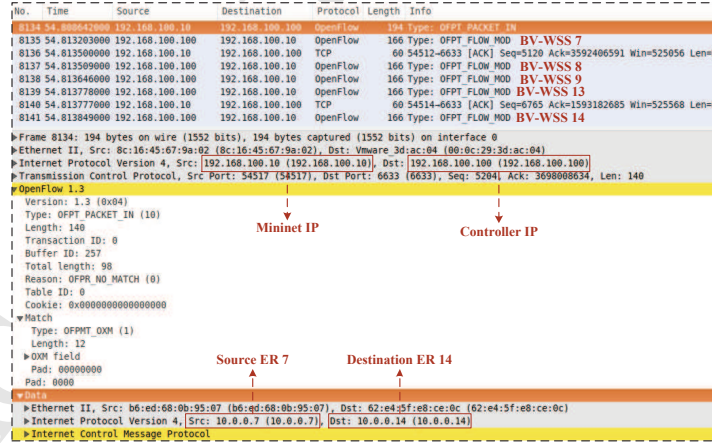 No. Time Source Destination Protocol Length Info
8134 54.808642000 192.168.100.10 192.168.100.100 OpenFlow 194 Type: OFPT_PACKET_IN
8135 54.813203000 192.168.100.100 192.168.100.10 OpenFlow 166 Type: OFPT_FLOW_MOD BV-WSS 7
8136 54.813500000 192.168.100.10 192.168.100.100 TCP 60 54512→6633 [ACK] Seq=5120 Ack=3592406591 Win=525056 Len=
8137 54.813509000 192.168.100.100 192.168.100.10 OpenFlow 166 Type: OFPT_FLOW_MOD BV-WSS 8
8138 54.813646000 192.168.100.100 192.168.100.10 OpenFlow 166 Type: OFPT_FLOW_MOD BV-WSS 9
8139 54.813778000 192.168.100.100 192.168.100.10 OpenFlow 166 Type: OFPT_FLOW_MOD BV-WSS 13
8140 54.813777000 192.168.100.10 192.168.100.100 TCP 60 54514→6633 [ACK] Seq=6765 Ack=1593182685 Win=525568 Len=
8141 54.813849000 192.168.100.100 192.168.100.10 OpenFlow 166 Type: OFPT_FLOW_MOD BV-WSS 14
Frame 8134: 194 bytes on wire (1552 bits), 194 bytes captured (1552 bits) on interface 0
Ethernet II, Src: 8c:16:45:67:9a:02 (8c:16:45:67:9a:02), Dst: Vmware_3d:ac:04 (00:0c:29:3d:ac:04)
Internet Protocol Version 4, Src: 192.168.100.10 (192.168.100.10), Dst: 192.168.100.100 (192.168.100.100)
Transmission Control Protocol, Src Port: 54517 (54517), Dst Port: 6633 (6633), Seq: 5204, Ack: 3698008634, Len: 140
OpenFlow 1.3
Version: 1.3 (0x04)
Type: OFPT_PACKET_IN (10)
Length: 140
Mininet IP Controller IP
Transaction ID: 0
Buffer ID: 257
Total length: 98
Reason: OFPR_NO_MATCH (0)
Table ID: 0
Cookie: 0x0000000000000000
Match
Type: OFPMT_OXM (1)
Length: 12
OXM field
Source ER 7 Destination ER 14
Pad: 00000000
Pad: 0000
Data
Ethernet II, Src: b6:ed:68:0b:95:07 (b6:ed:68:0b:95:07), Dst: 62:e4:5f:e8:ce:0c (62:e4:5f:e8:ce:0c)
Internet Protocol Version 4, Src: 10.0.0.7 (10.0.0.7), Dst: 10.0.0.14 (10.0.0.14)
Internet Control Message Protocol